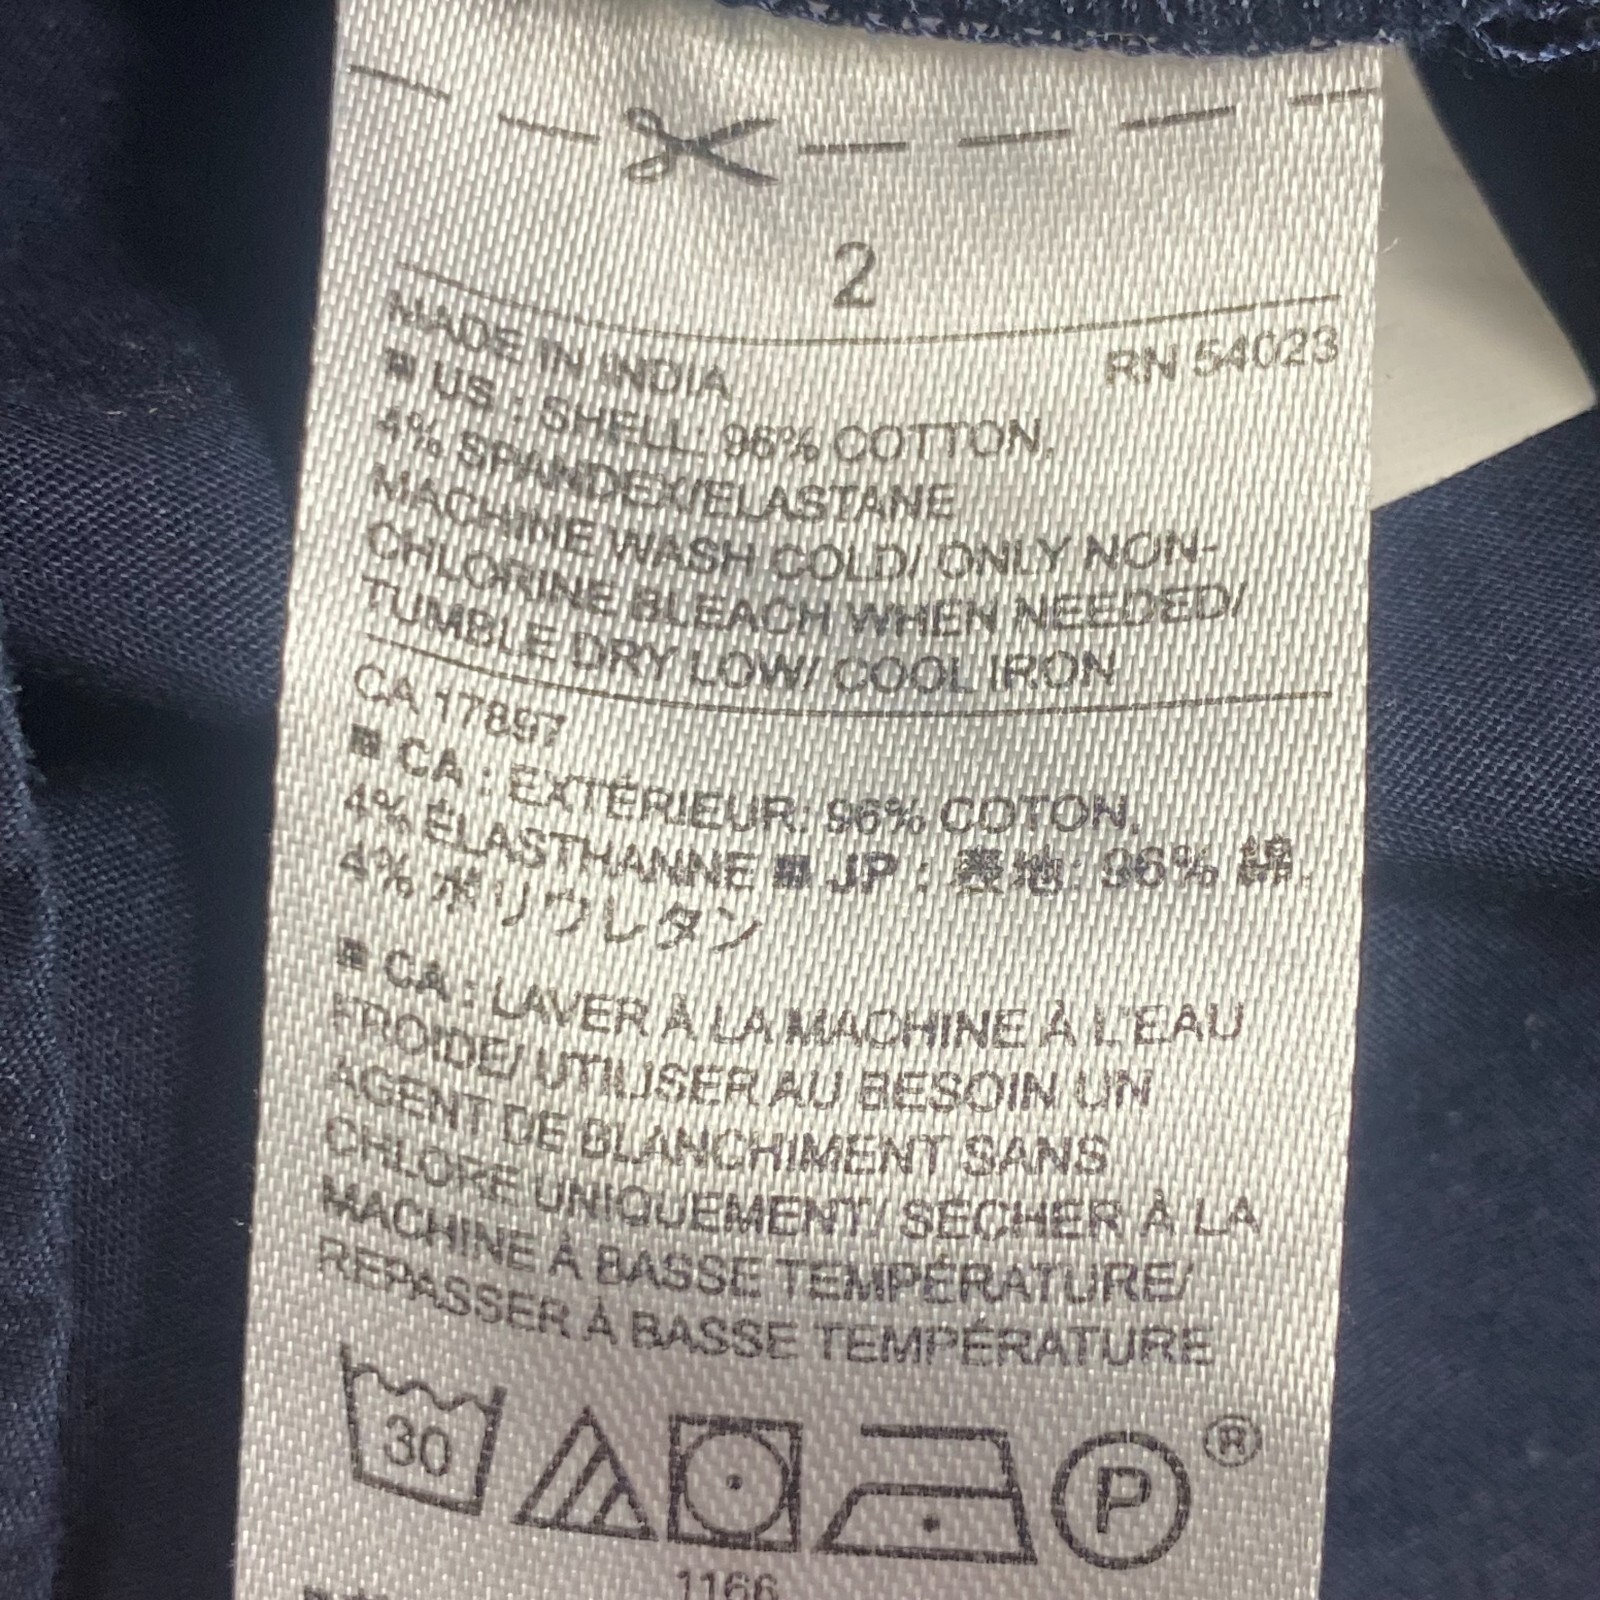 2
MADE IN INDIA RN 54023
■ US : SHELL: 96% COTTON,
4% SPANDEX/ELASTANE
MACHINE WASH COLD/ ONLY NON-
CHLORINE BLEACH WHEN NEEDED/
TUMBLE DRY LOW/ COOL IRON
CA 17897
■ CA : EXTÉRIEUR: 96% COTON,
4% ÉLASTHANNE ■ JP : 表地: 96% 綿,
4% ポリウレタン
■ CA : LAVER À LA MACHINE À L'EAU
FROIDE/ UTILISER AU BESOIN UN
AGENT DE BLANCHIMENT SANS
CHLORE UNIQUEMENT/ SÉCHER À LA
MACHINE À BASSE TEMPÉRATURE/
REPASSER À BASSE TEMPÉRATURE
30 P ®
1166